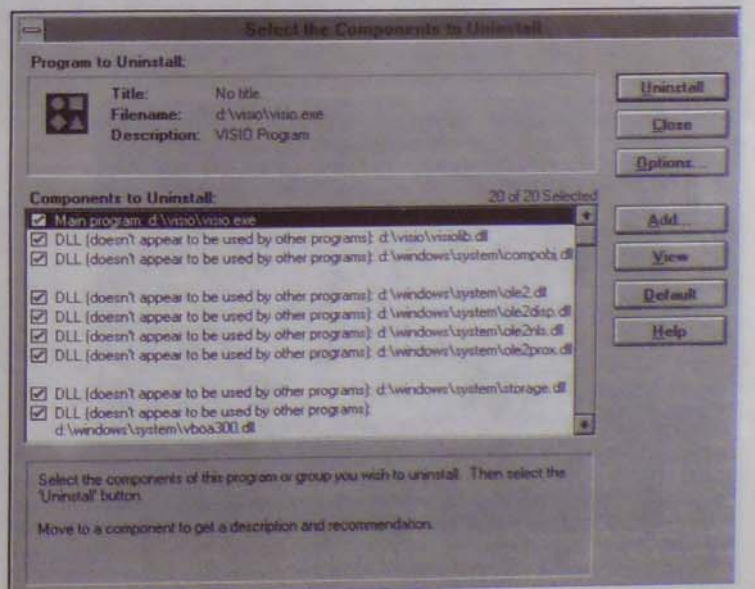 Select the Components to Uninstall
Program to Uninstall:
Title: No title
Filename: d:\visio\visio.exe
Description: VISIO Program
Uninstall
Close
Options...
Components to Uninstall:
20 of 20 Selected
Main program: d:\visio\visio.exe
DLL (doesn't appear to be used by other programs): d:\visio\visiolib.dll
DLL (doesn't appear to be used by other programs): d:\windows\system\compobj.dll
DLL (doesn't appear to be used by other programs): d:\windows\system\ole2.dll
DLL (doesn't appear to be used by other programs): d:\windows\system\ole2disp.dll
DLL (doesn't appear to be used by other programs): d:\windows\system\ole2nls.dll
DLL (doesn't appear to be used by other programs): d:\windows\system\ole2prox.dll
DLL (doesn't appear to be used by other programs): d:\windows\system\storage.dll
DLL (doesn't appear to be used by other programs):
d:\windows\system\vboa300.dll
Add...
View
Default
Help
Select the components of this program or group you wish to uninstall. Then select the
'Uninstall' button.
Move to a component to get a description and recommendation.